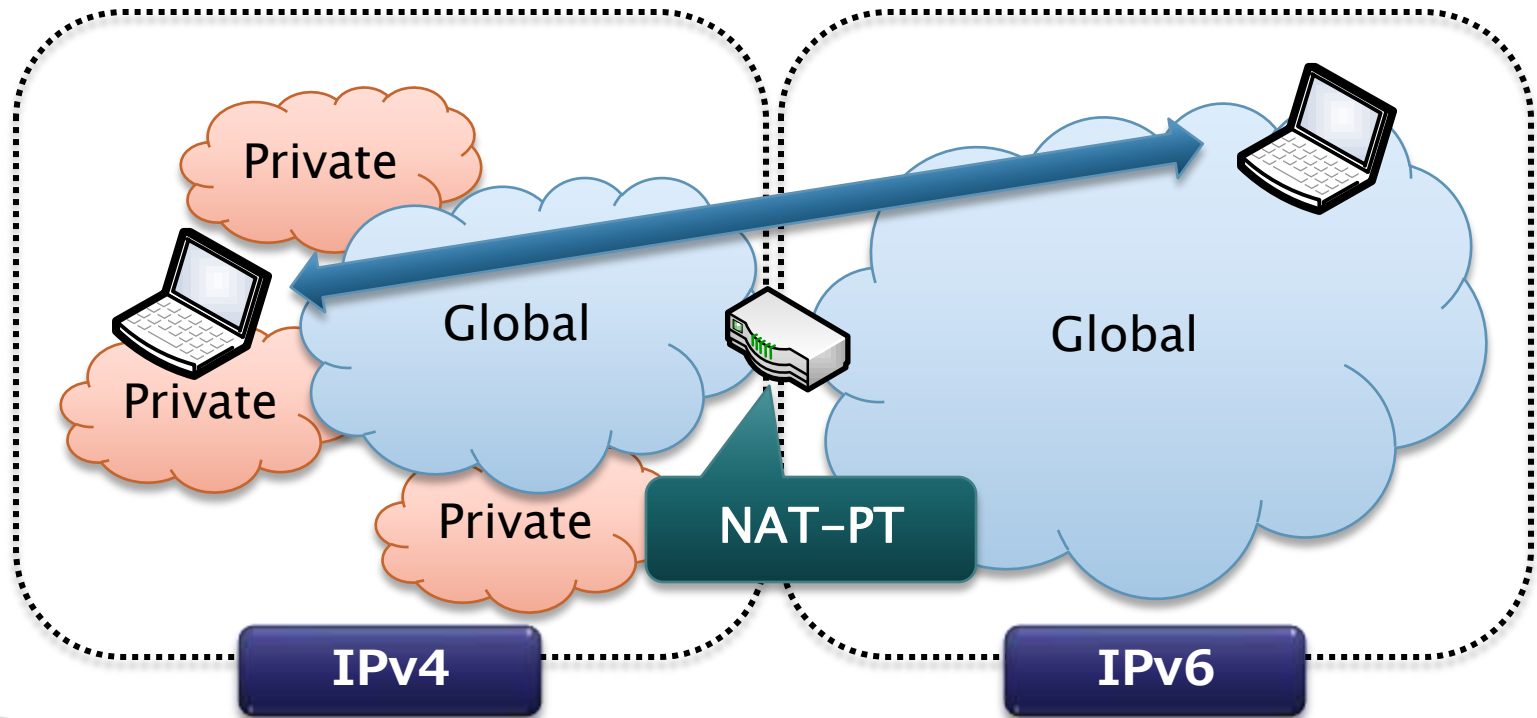 Private
Global
Global
Private
Private
NAT-PT
IPv4
IPv6